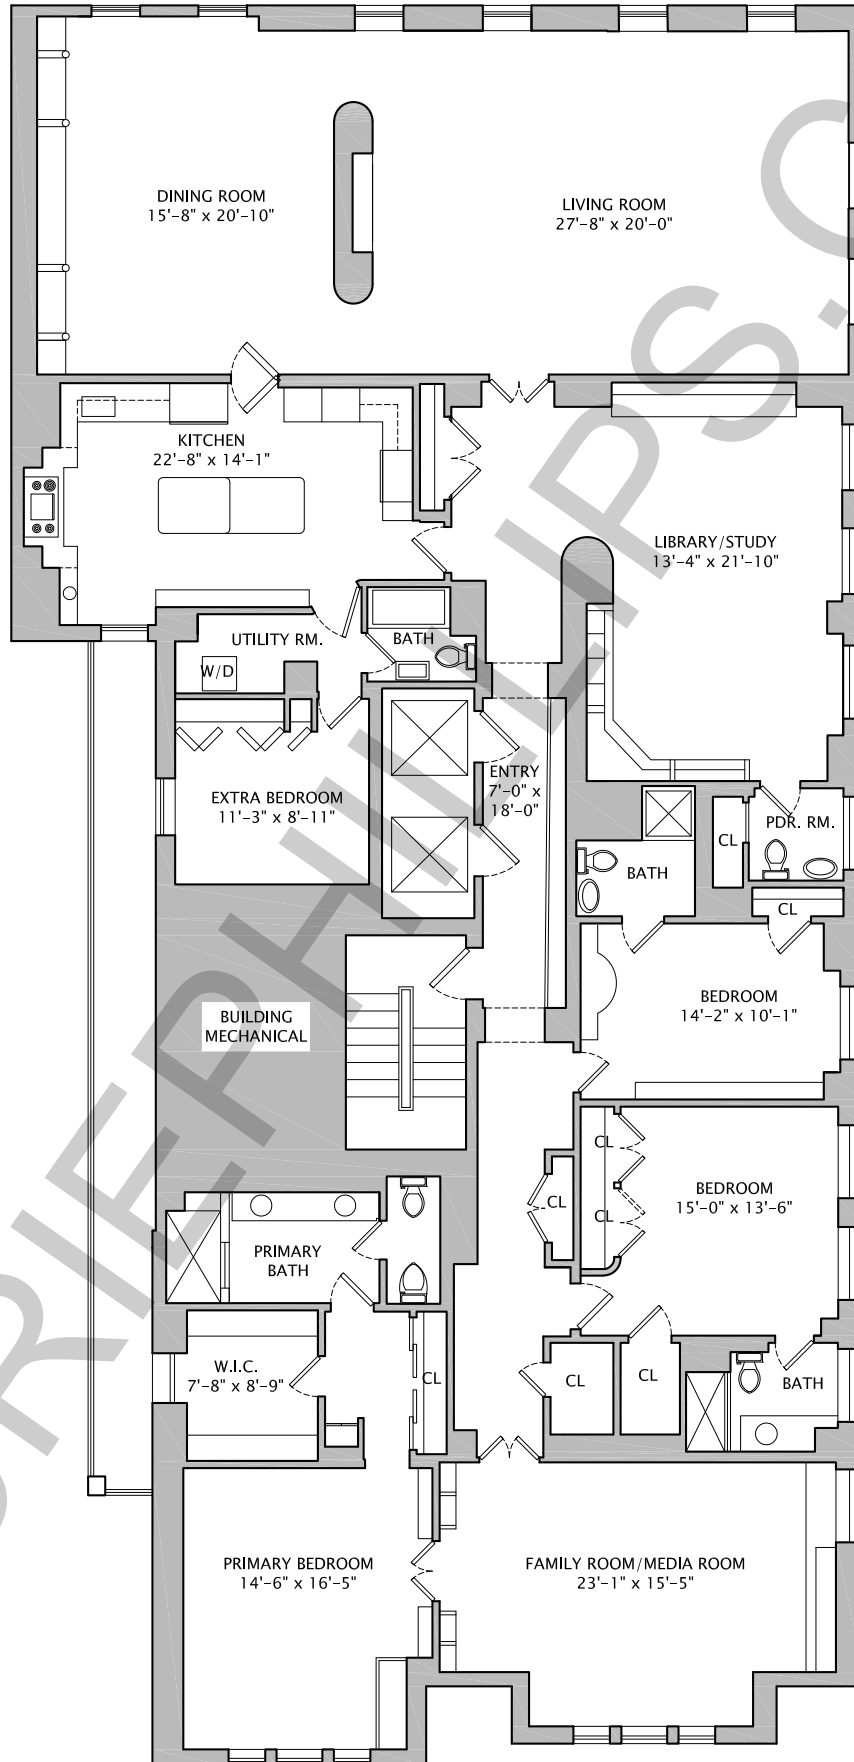 DINING ROOM
15'-8" x 20'-10"
LIVING ROOM
27'-8" x 20'-0"
KITCHEN
22'-8" x 14'-1"
LIBRARY/STUDY
13'-4" x 21'-10"
UTILITY RM.
BATH
W/D
ENTRY
7'-0" x
18'-0"
EXTRA BEDROOM
11'-3" x 8'-11"
CL
PDR. RM.
BATH
CL
BEDROOM
14'-2" x 10'-1"
BUILDING
MECHANICAL
CL
BEDROOM
15'-0" x 13'-6"
CL
CL
PRIMARY
BATH
W.I.C.
7'-8" x 8'-9"
CL
CL
CL
BATH
PRIMARY BEDROOM
14'-6" x 16'-5"
FAMILY ROOM/MEDIA ROOM
23'-1" x 15'-5"
RIEPHILLIPS.C